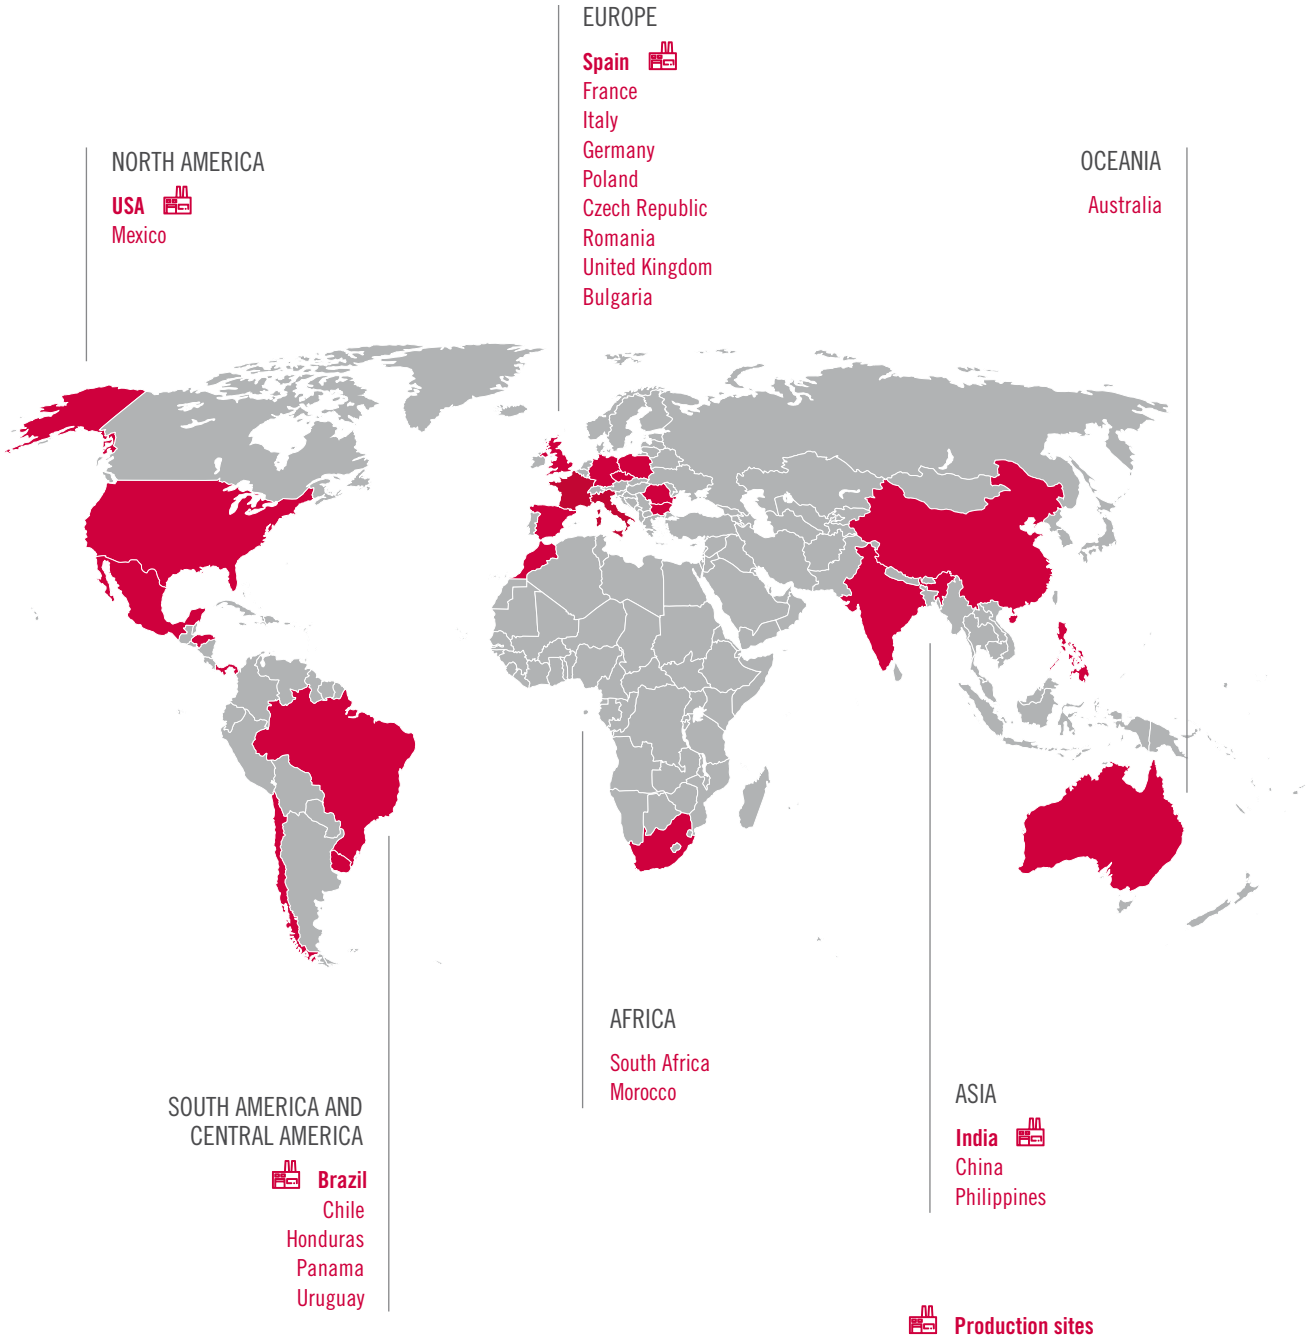 EUROPE
Spain
France
Italy
Germany
Poland
Czech Republic
Romania
United Kingdom
Bulgaria
NORTH AMERICA
USA
Mexico
OCEANIA
Australia
AFRICA
South Africa
Morocco
SOUTH AMERICA AND
CENTRAL AMERICA
Brazil
Chile
Honduras
Panama
Uruguay
ASIA
India
China
Philippines
Production sites